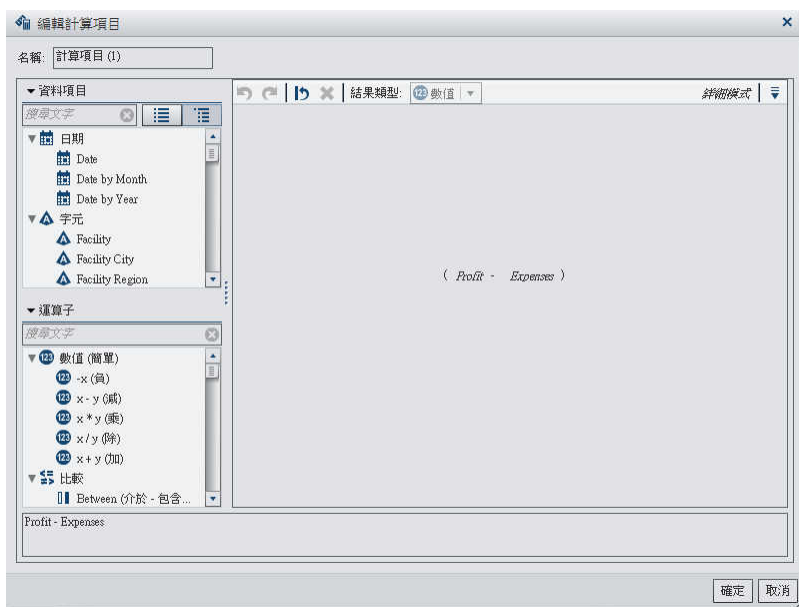 編輯計算項目
名稱: 計算項目 (1)
資料項目
搜尋文字
日期
Date
Date by Month
Date by Year
字元
Facility
Facility City
Facility Region
運算子
搜尋文字
數值 (簡單)
-x (負)
x - y (減)
x * y (乘)
x / y (除)
x + y (加)
比較
Between (介於 - 包含...
結果類型: 數值
詳細模式
( Profit - Expenses )
Profit - Expenses
確定 取消